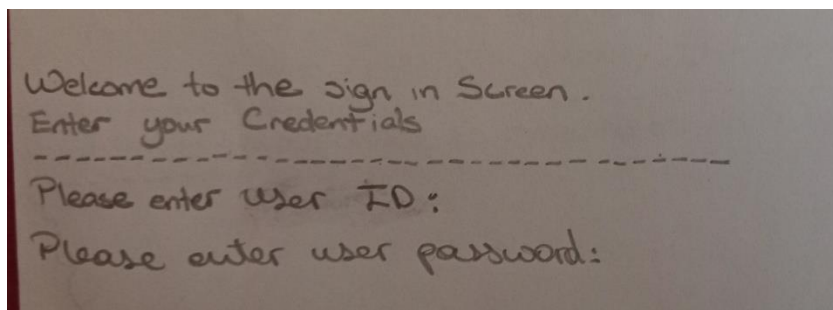 Welcome to the sign in Screen.
Enter your Credentials
------------------------------------
Please enter user ID:
Please enter user password: